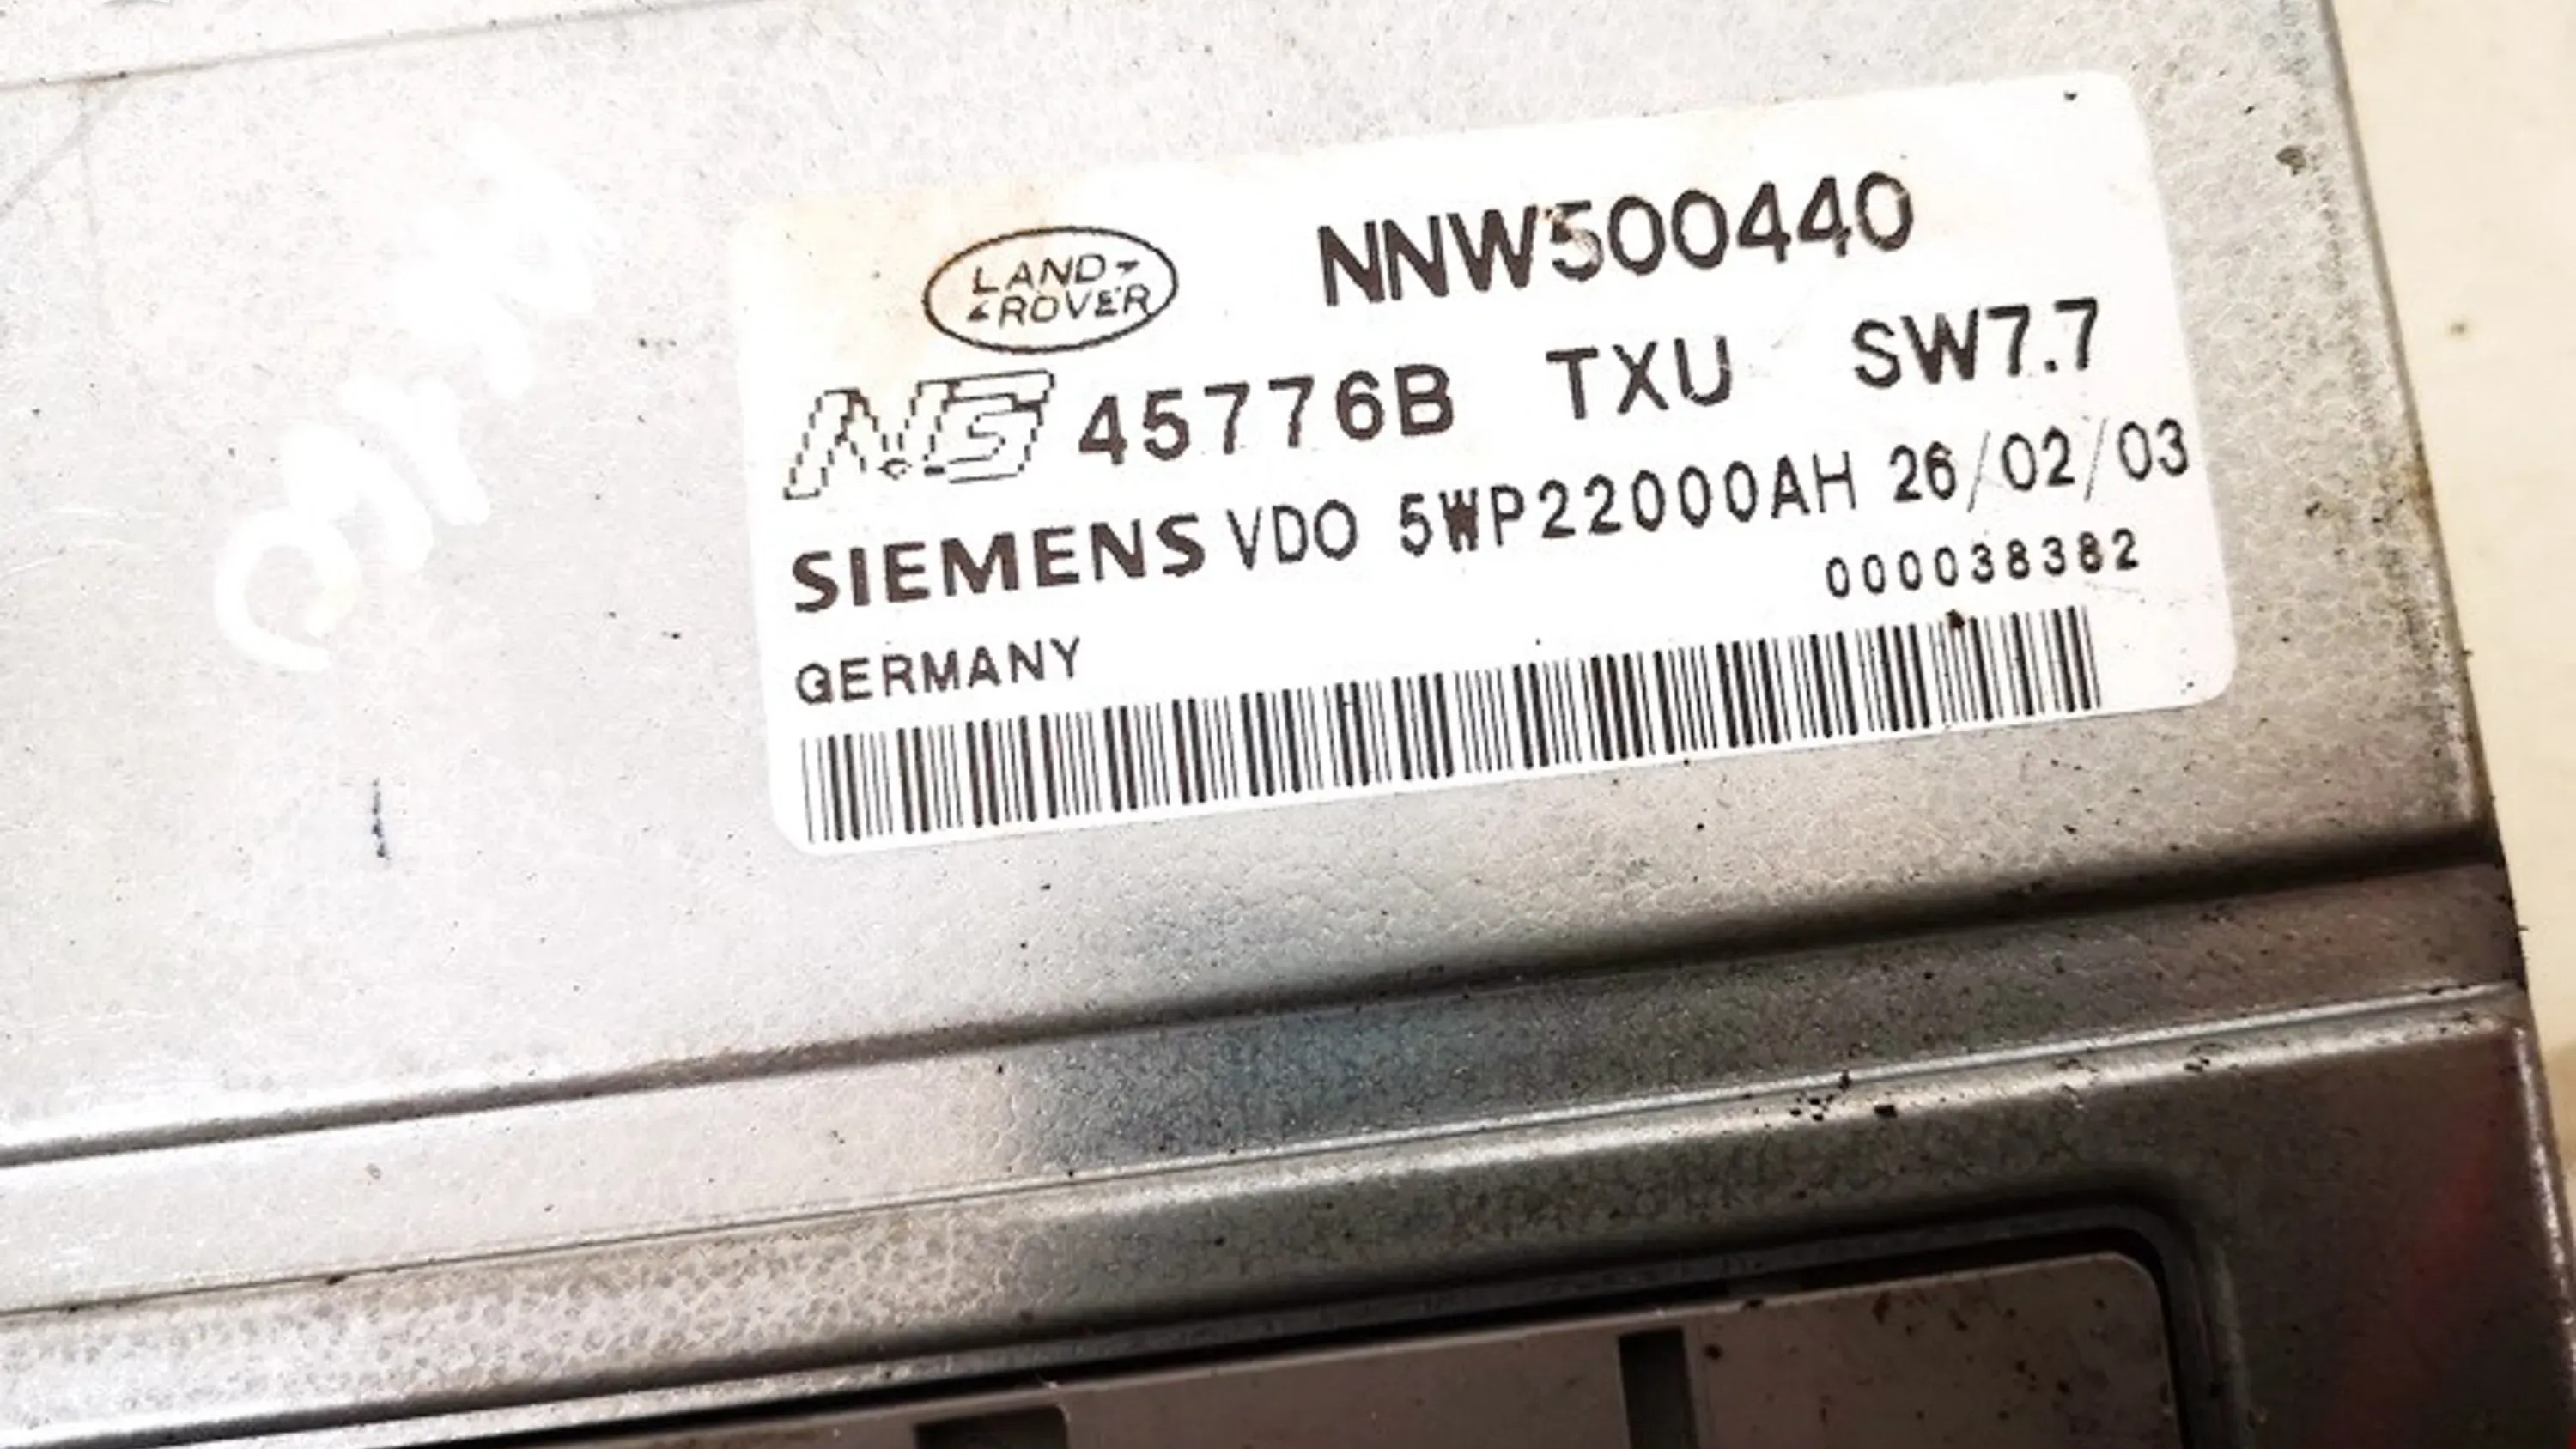 LAND ROVER NNW500440
45776B TXU SW7.7
SIEMENS VDO 5WP22000AH 26/02/03
000038382
GERMANY